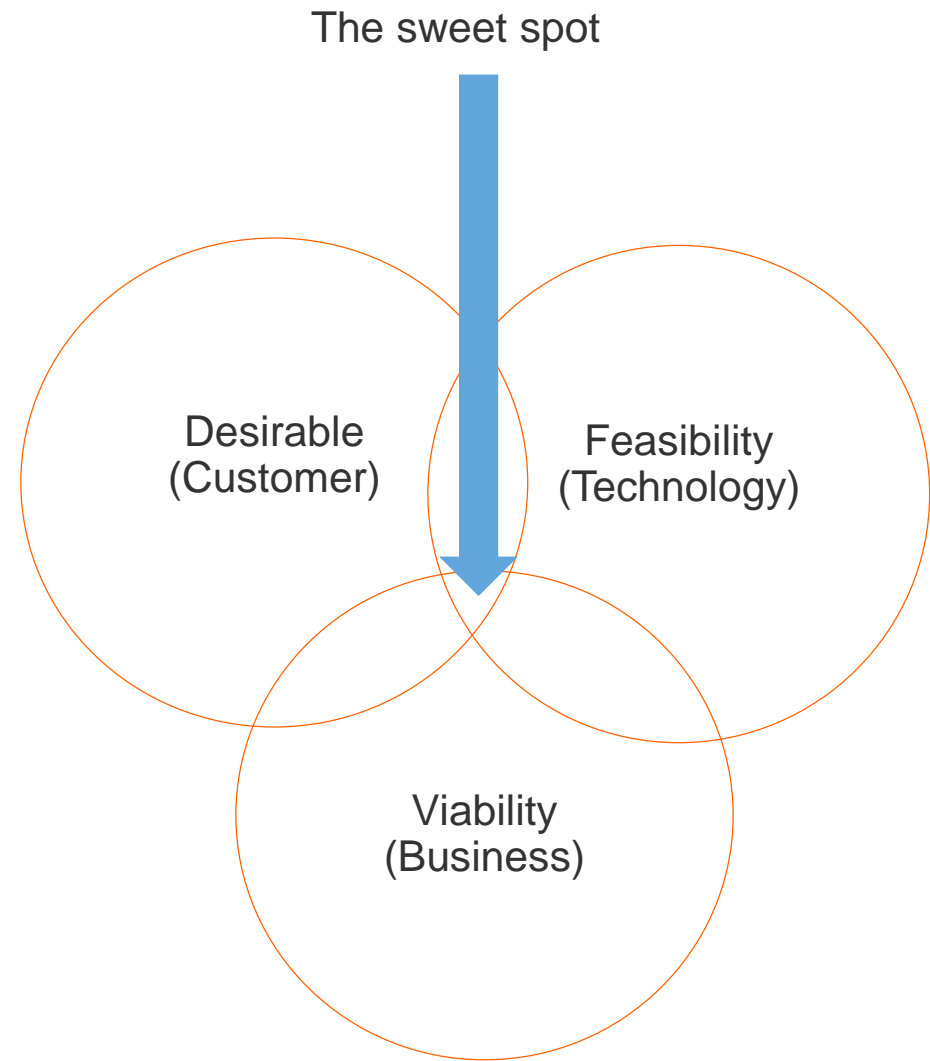 The sweet spot
Desirable
(Customer)
Feasibility
(Technology)
Viability
(Business)